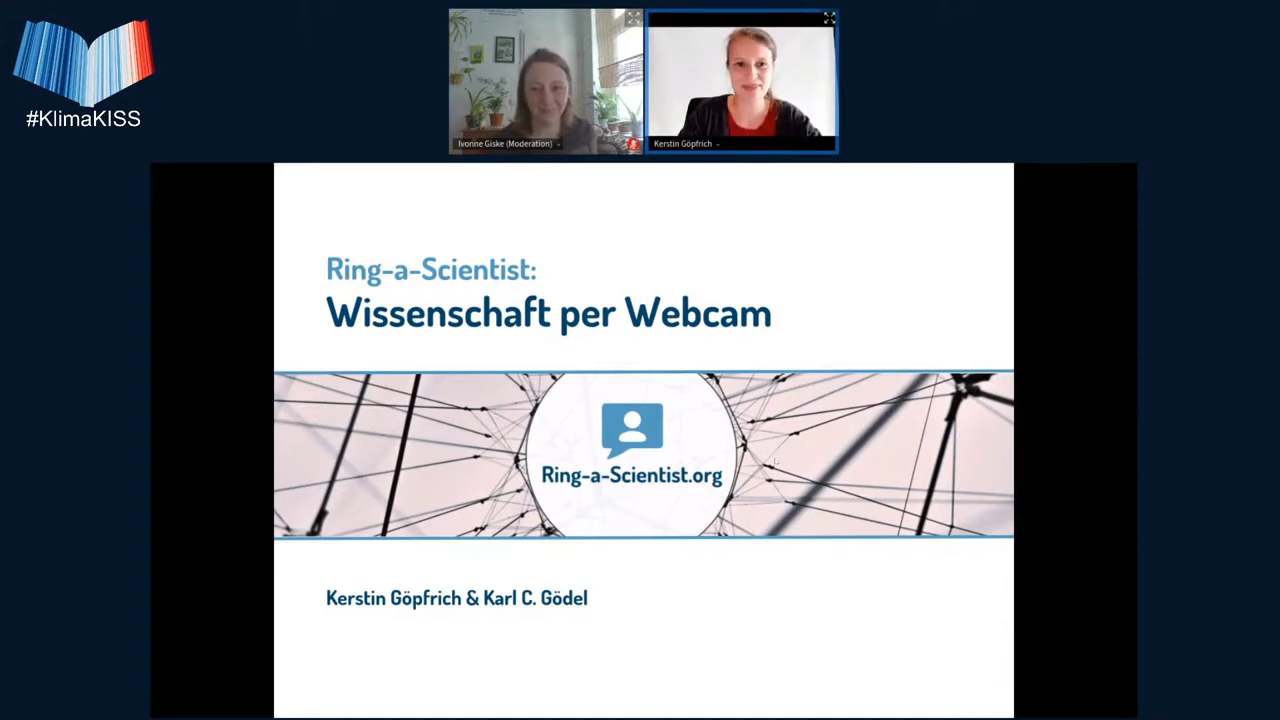 #KlimaKISS
Ivonne Giske (Moderation)
Kerstin Göpfrich
Ring-a-Scientist:
Wissenschaft per Webcam
Ring-a-Scientist.org
Kerstin Göpfrich & Karl C. Gödel